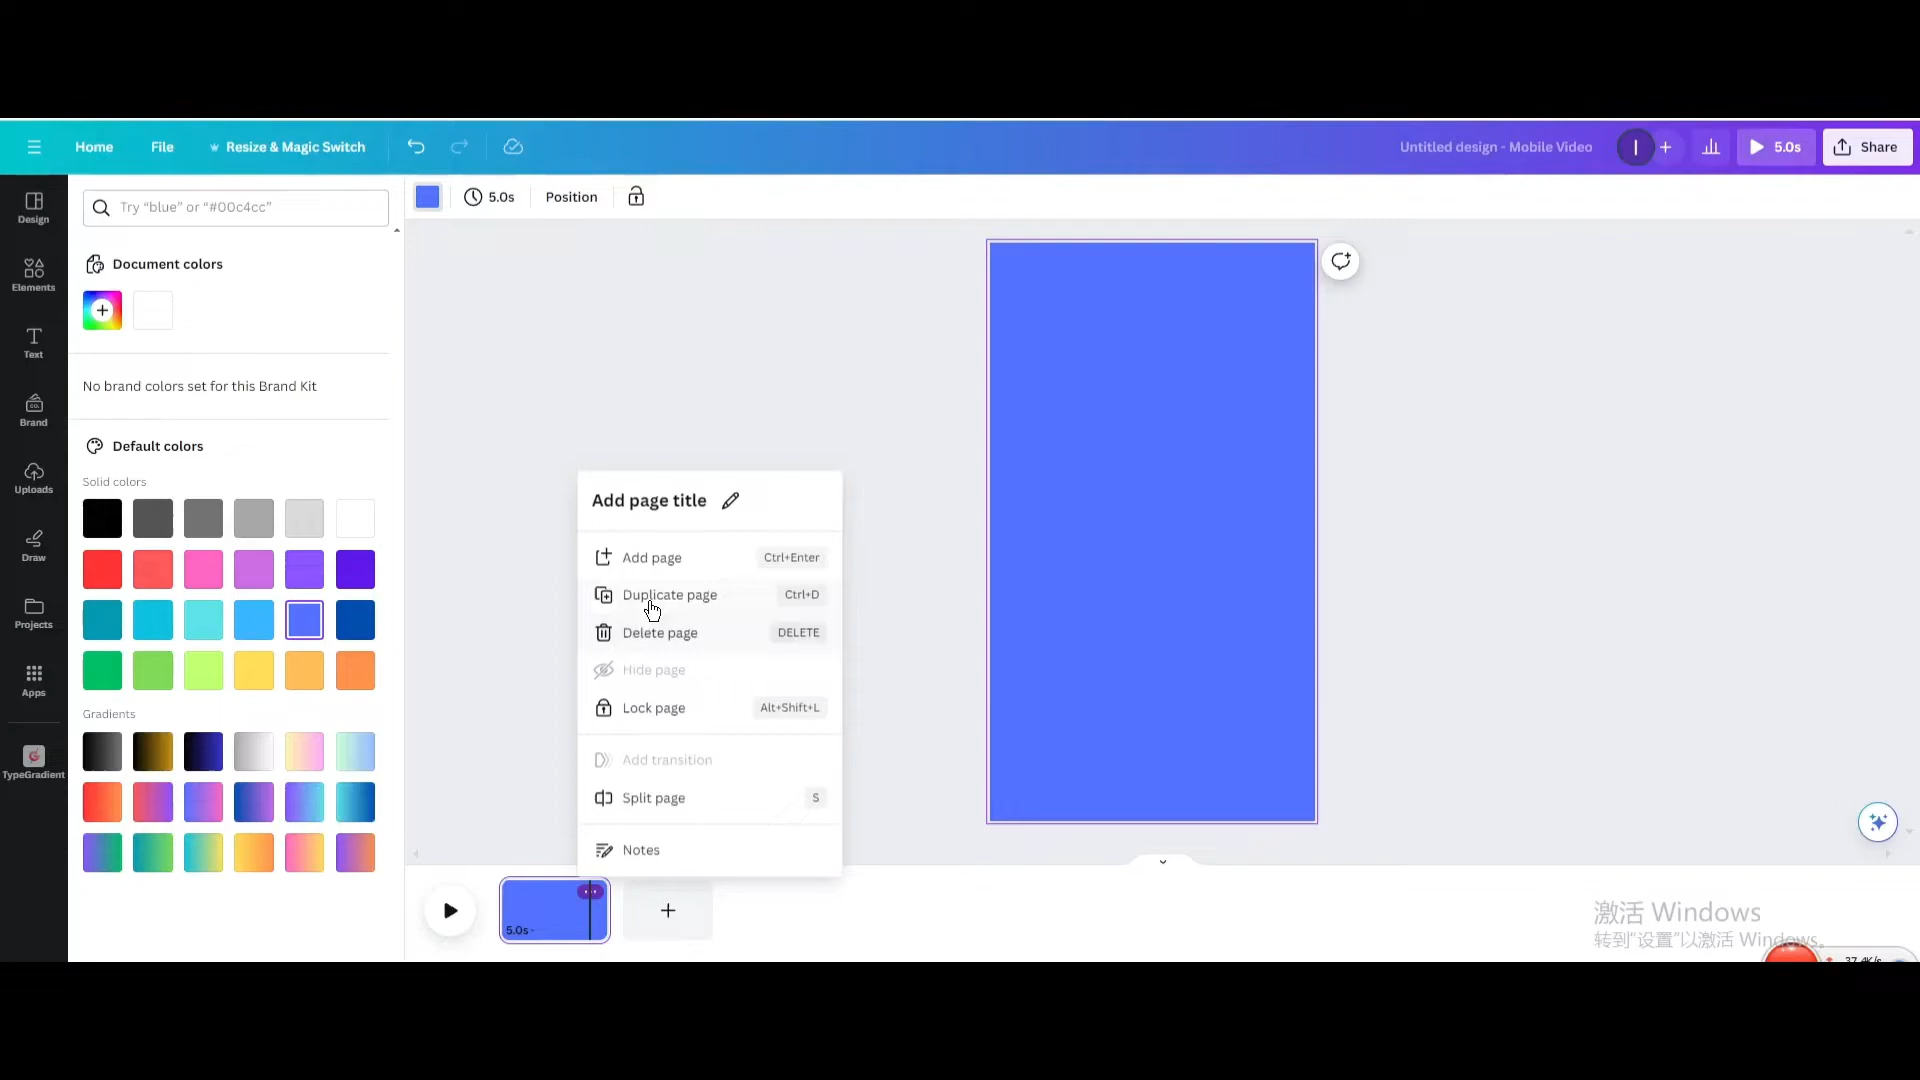 Home
File
Resize & Magic Switch
Untitled design - Mobile Video
5.0s
Share
Design
Elements
Text
Brand
Uploads
Draw
Projects
Apps
TypeGradient
Try “blue” or “#00c4cc”
Document colors
No brand colors set for this Brand Kit
Default colors
Solid colors
Gradients
5.0s
Position
Add page title
Add page
Ctrl+Enter
Duplicate page
Ctrl+D
Delete page
DELETE
Hide page
Lock page
Alt+Shift+L
Add transition
Split page
S
Notes
5.0s
激活 Windows
转到“设置”以激活 Windows。
37.4K/s